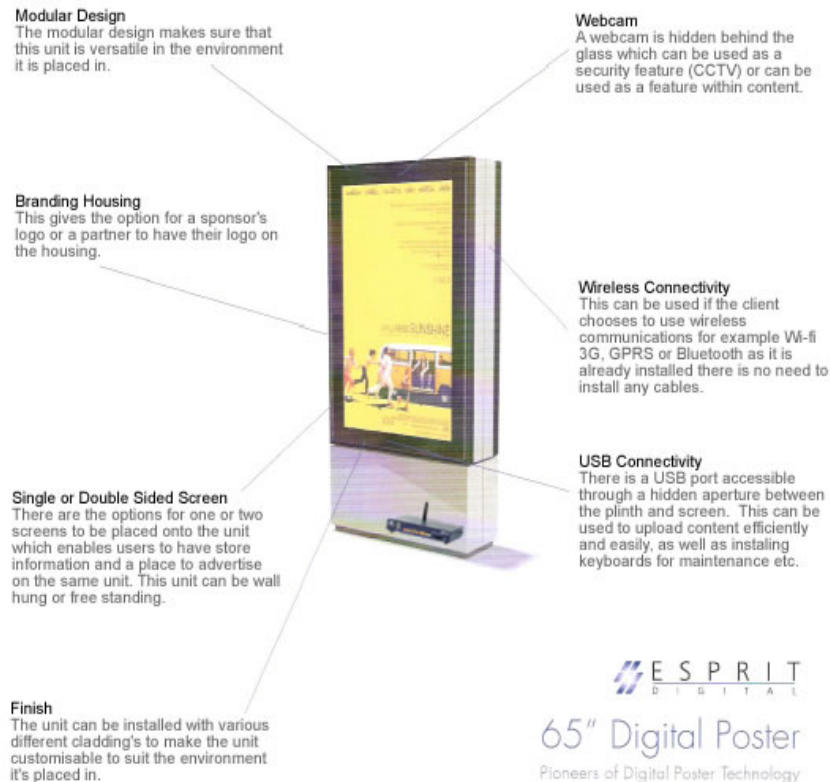 Modular Design
The modular design makes sure that
this unit is versatile in the environment
it is placed in.
Webcam
A webcam is hidden behind the
glass which can be used as a
security feature (CCTV) or can be
used as a feature within content.
Branding Housing
This gives the option for a sponsor's
logo or a partner to have their logo on
the housing.
Wireless Connectivity
This can be used if the client
chooses to use wireless
communications for example Wi-fi
3G, GPRS or Bluetooth as it is
already installed there is no need to
install any cables.
Single or Double Sided Screen
There are the options for one or two
screens to be placed onto the unit
which enables users to have store
information and a place to advertise
on the same unit. This unit can be wall
hung or free standing.
USB Connectivity
There is a USB port accessible
through a hidden aperture between
the plinth and screen. This can be
used to upload content efficiently
and easily, as well as instaling
keyboards for maintenance etc.
Finish
The unit can be installed with various
different cladding's to make the unit
customisable to suit the environment
it's placed in.
ESPRIT
DIGITAL
65" Digital Poster
Pioneers of Digital Poster Technology